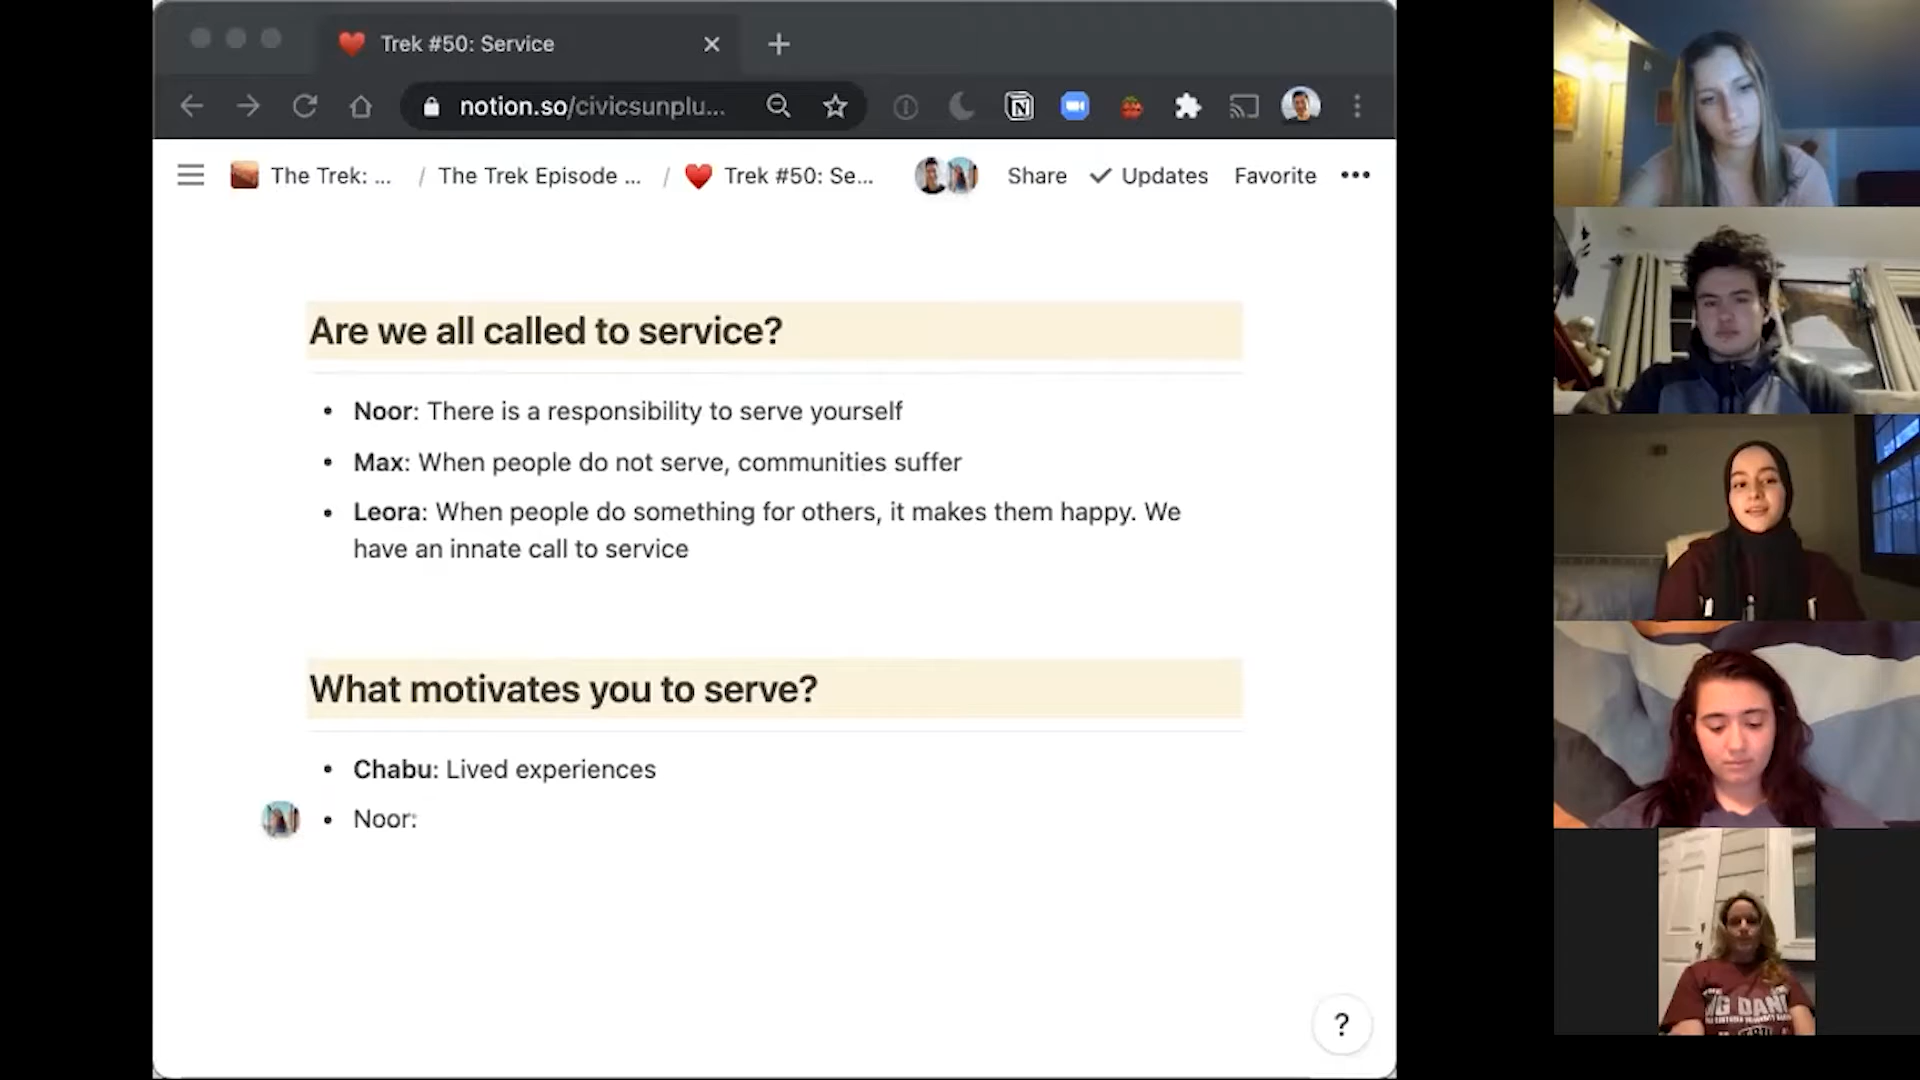 Trek #50: Service
notion.so/civicsunplu...
The Trek: ... / The Trek Episode ... / Trek #50: Se... Share Updates Favorite
Are we all called to service?
• Noor: There is a responsibility to serve yourself
• Max: When people do not serve, communities suffer
• Leora: When people do something for others, it makes them happy. We
have an innate call to service
What motivates you to serve?
• Chabu: Lived experiences
• Noor:
?